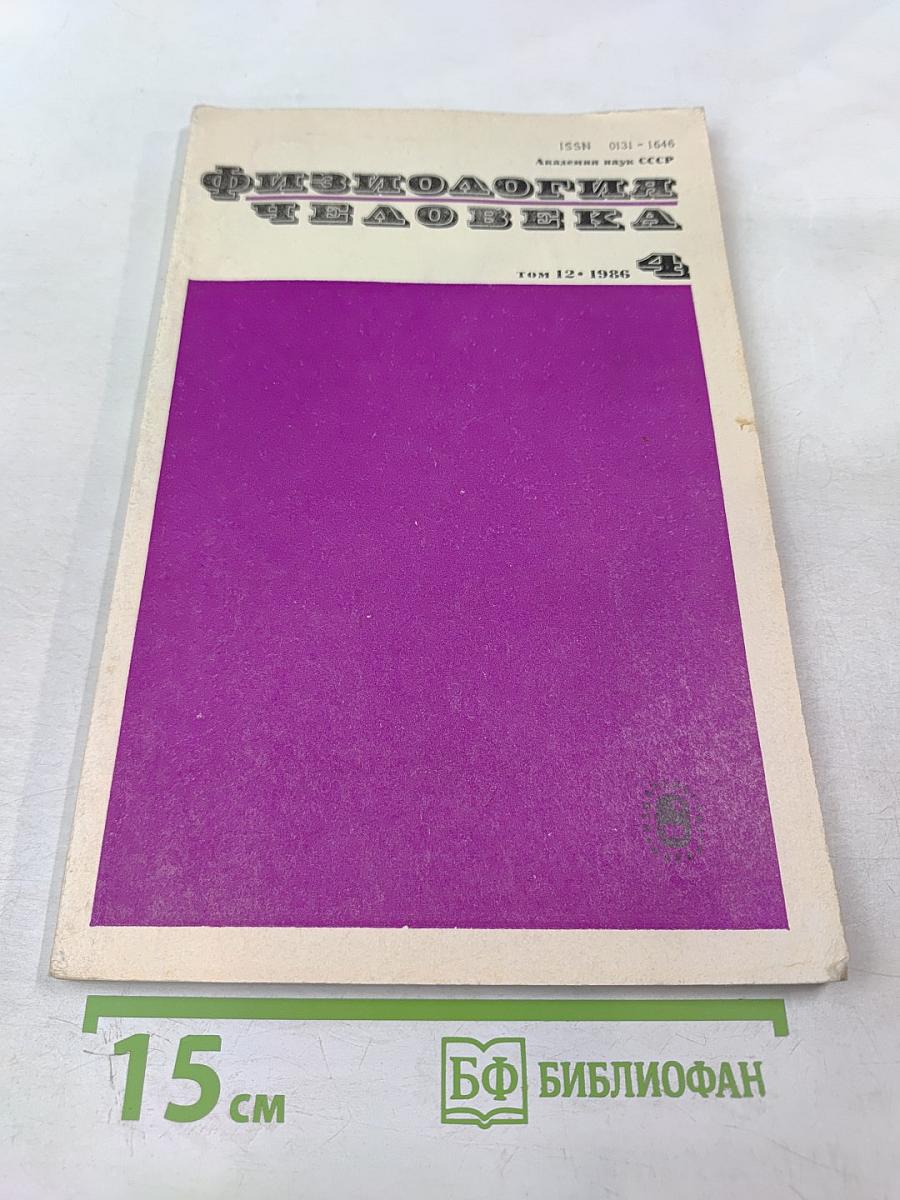 ISSN 0131-1646
Академия наук СССР
ФИЗИОЛОГИЯ
ЧЕЛОВЕКА
ТОМ 12 • 1986 4
15 см
БФ БИБЛИОФАН